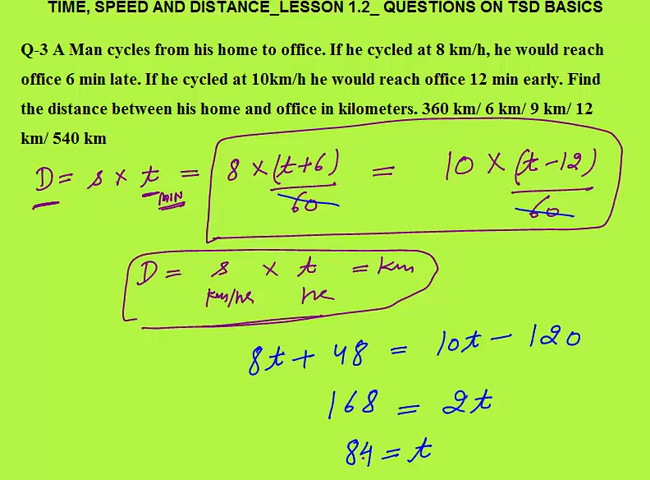 TIME, SPEED AND DISTANCE_LESSON 1.2_ QUESTIONS ON TSD BASICS
Q-3 A Man cycles from his home to office. If he cycled at 8 km/h, he would reach
office 6 min late. If he cycled at 10km/h he would reach office 12 min early. Find
the distance between his home and office in kilometers. 360 km/ 6 km/ 9 km/ 12
km/ 540 km
D = s × t = 8 × (t+6) = 10 × (t-12)
MIN 60 60
D = s × t = km
km/hr hr
8t + 48 = 10t - 120
168 = 2t
84 = t